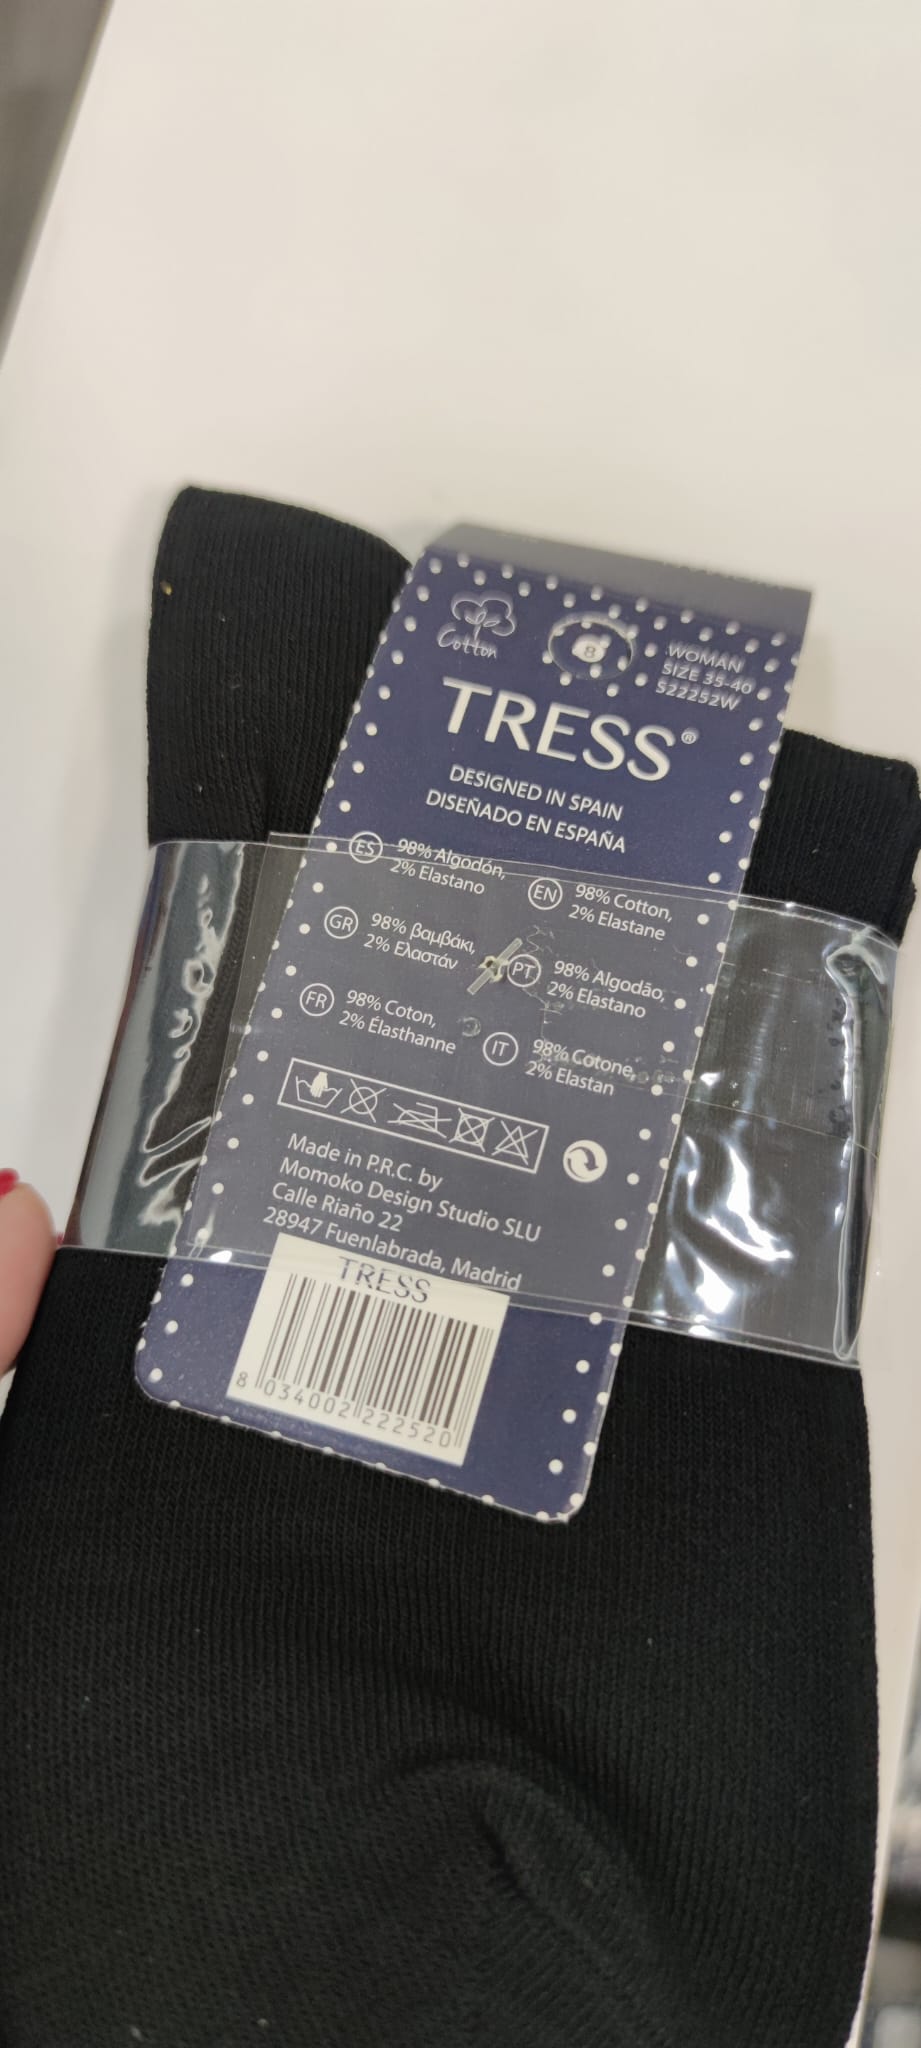 Cotton
8
WOMAN
SIZE 35-40
S22252W
TRESS®
DESIGNED IN SPAIN
DISEÑADO EN ESPAÑA
ES 98% Algodón,
2% Elastano
EN 98% Cotton,
2% Elastane
GR 98% βαμβάκι,
2% Ελαστάν
PT 98% Algodão,
2% Elastano
FR 98% Coton,
2% Élasthanne
IT 98% Cotone,
2% Elastan
Made in P.R.C. by
Momoko Design Studio SLU
Calle Riaño 22
28947 Fuenlabrada, Madrid
TRESS
8 034002 222520